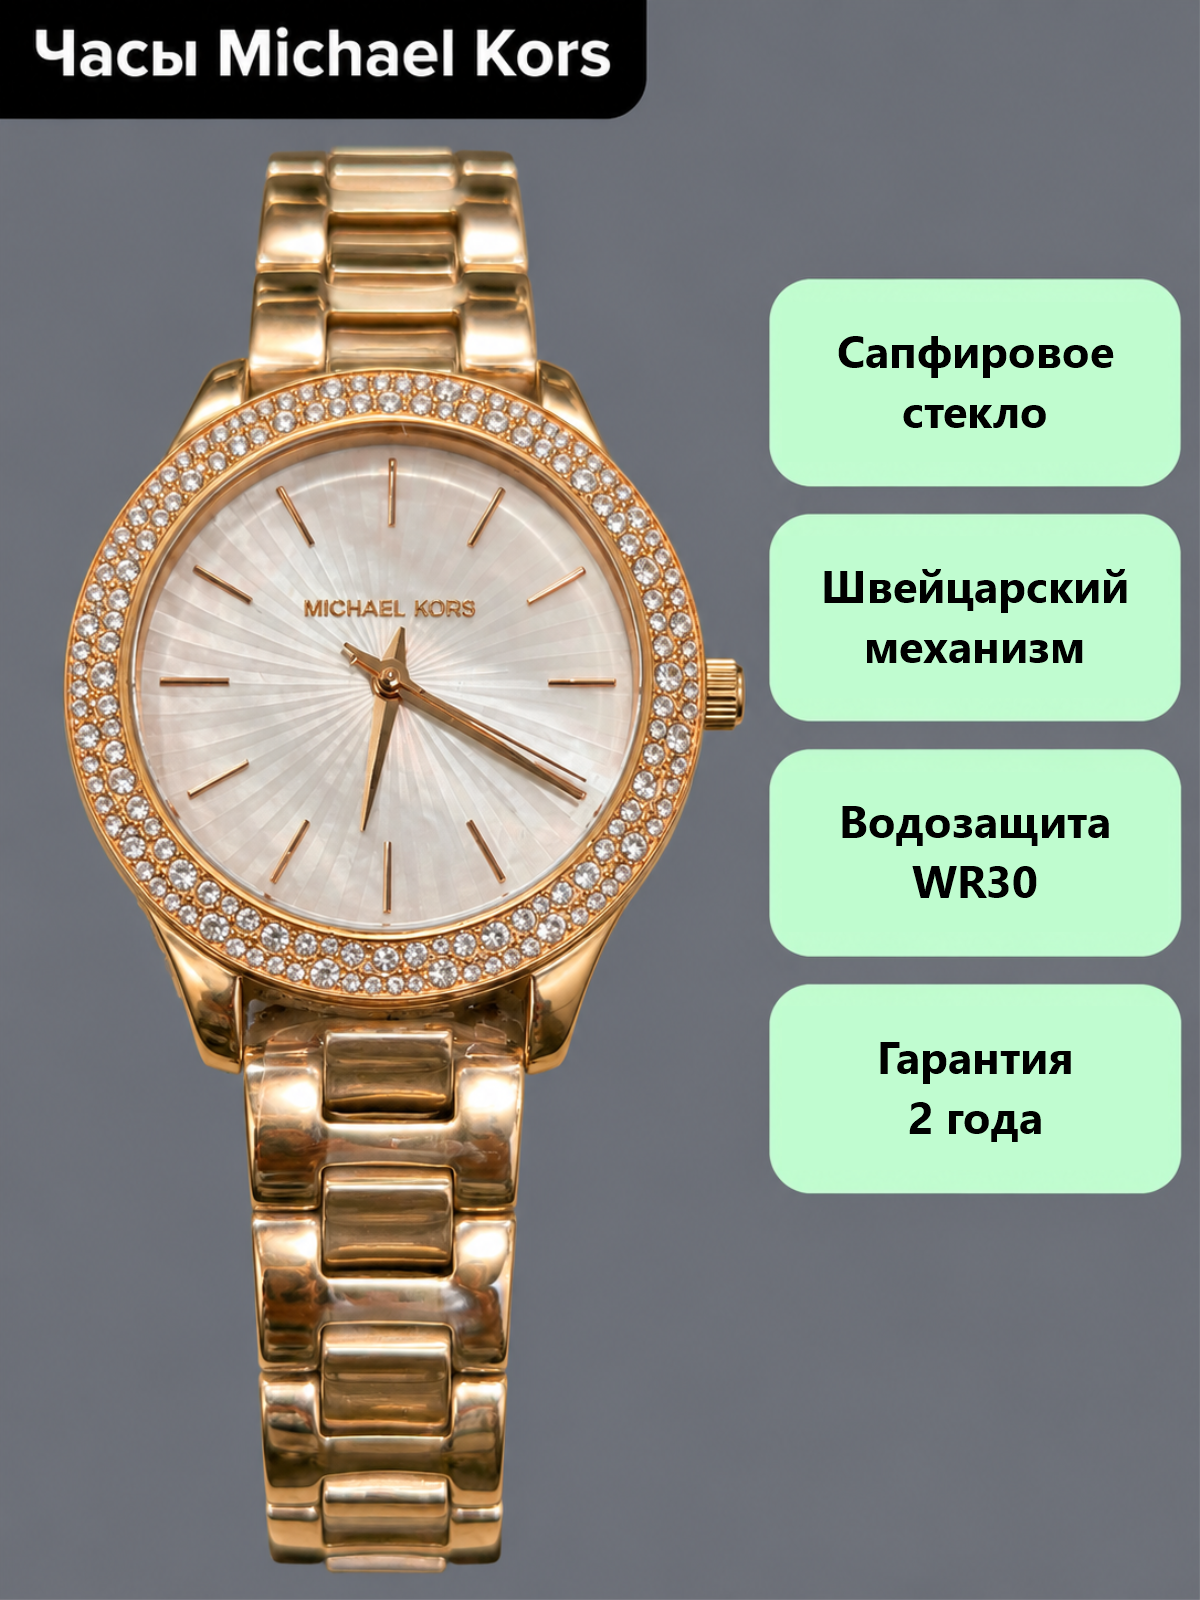 Часы Michael Kors
MICHAEL KORS
Сапфировое
стекло
Швейцарский
механизм
Водозащита
WR30
Гарантия
2 года